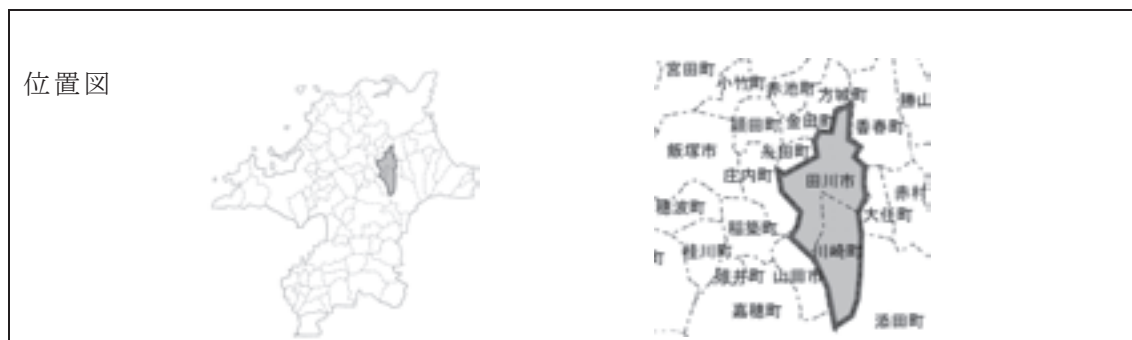 位置図
宮田町
小竹町
赤池町
方城町
勝山
頴田町
金田町
香春町
飯塚市
糸田町
庄内町
田川市
赤村
穂波町
大任町
稲築町
桂川町
川崎町
町
碓井町
山田市
嘉穂町
添田町